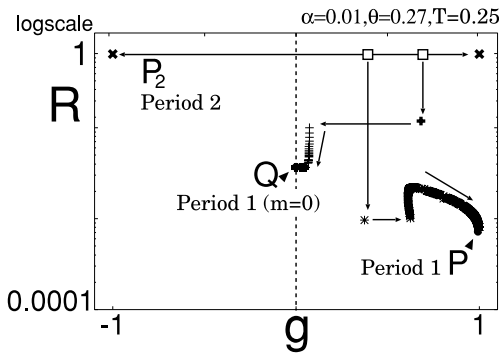 logscale
α=0.01,θ=0.27,T=0.25
1
R
P2
Period 2
Q
Period 1 (m=0)
Period 1 P
0.0001
-1
g
1